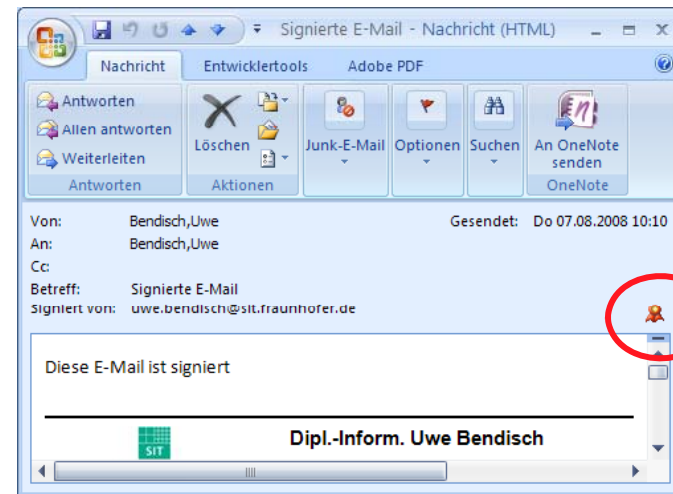 Signierte E-Mail - Nachricht (HTML)
Nachricht Entwicklertools Adobe PDF
Antworten
Allen antworten
Weiterleiten
Antworten
Löschen
Aktionen
Junk-E-Mail
Optionen
Suchen
An OneNote
senden
OneNote
Von: Bendisch,Uwe Gesendet: Do 07.08.2008 10:10
An: Bendisch,Uwe
Cc:
Betreff: Signierte E-Mail
Signiert von: uwe.bendisch@sit.fraunhofer.de
Diese E-Mail ist signiert
SIT
Dipl.-Inform. Uwe Bendisch